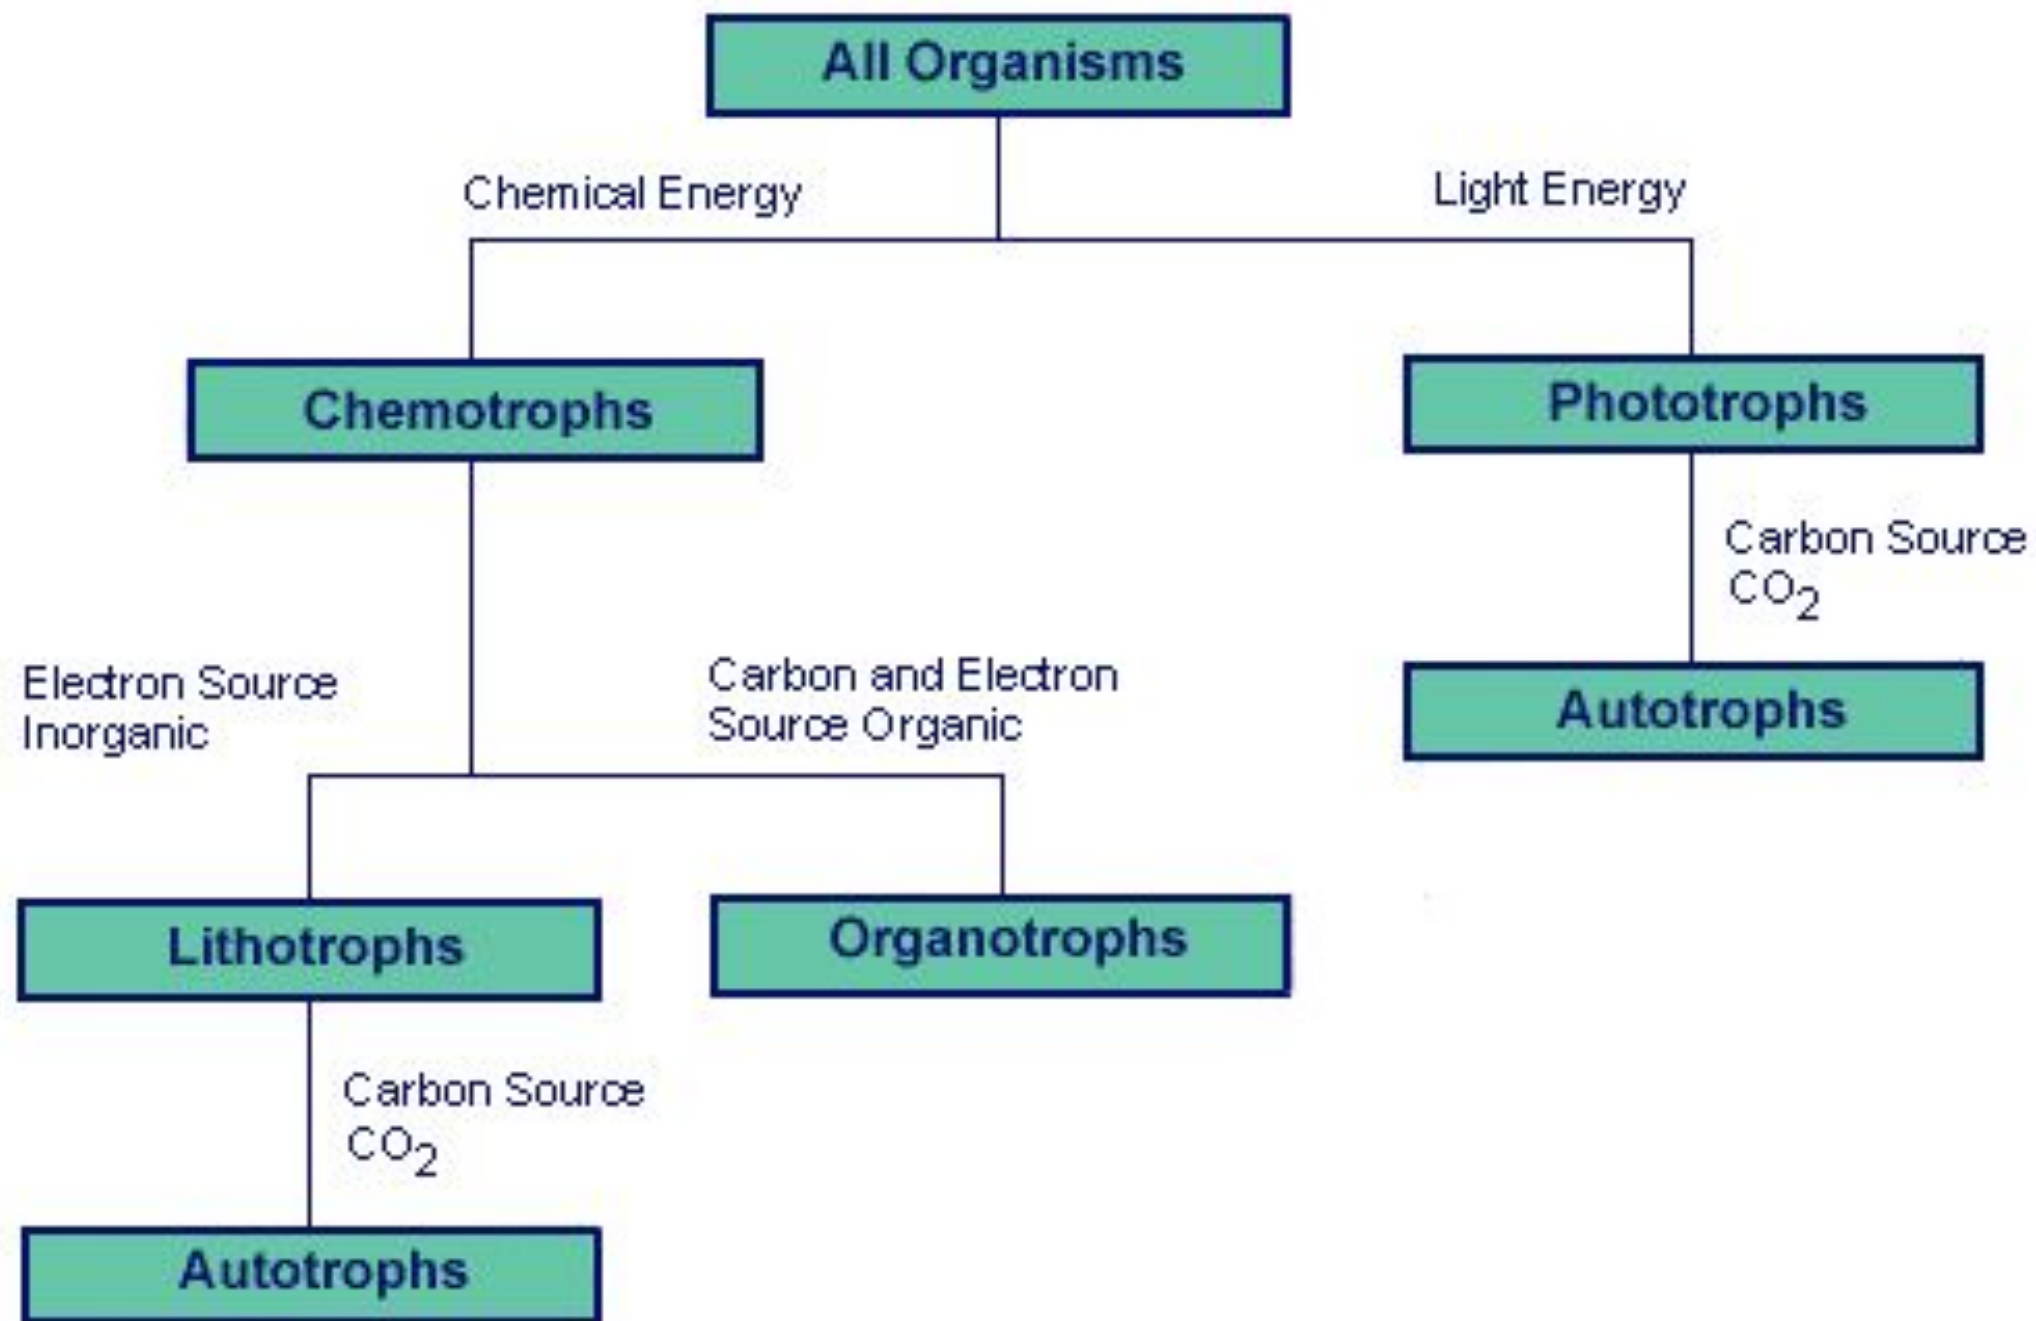 All Organisms
Chemical Energy
Light Energy
Chemotrophs
Phototrophs
Carbon Source
CO₂
Electron Source
Inorganic
Carbon and Electron
Source Organic
Autotrophs
Lithotrophs
Organotrophs
Carbon Source
CO₂
Autotrophs